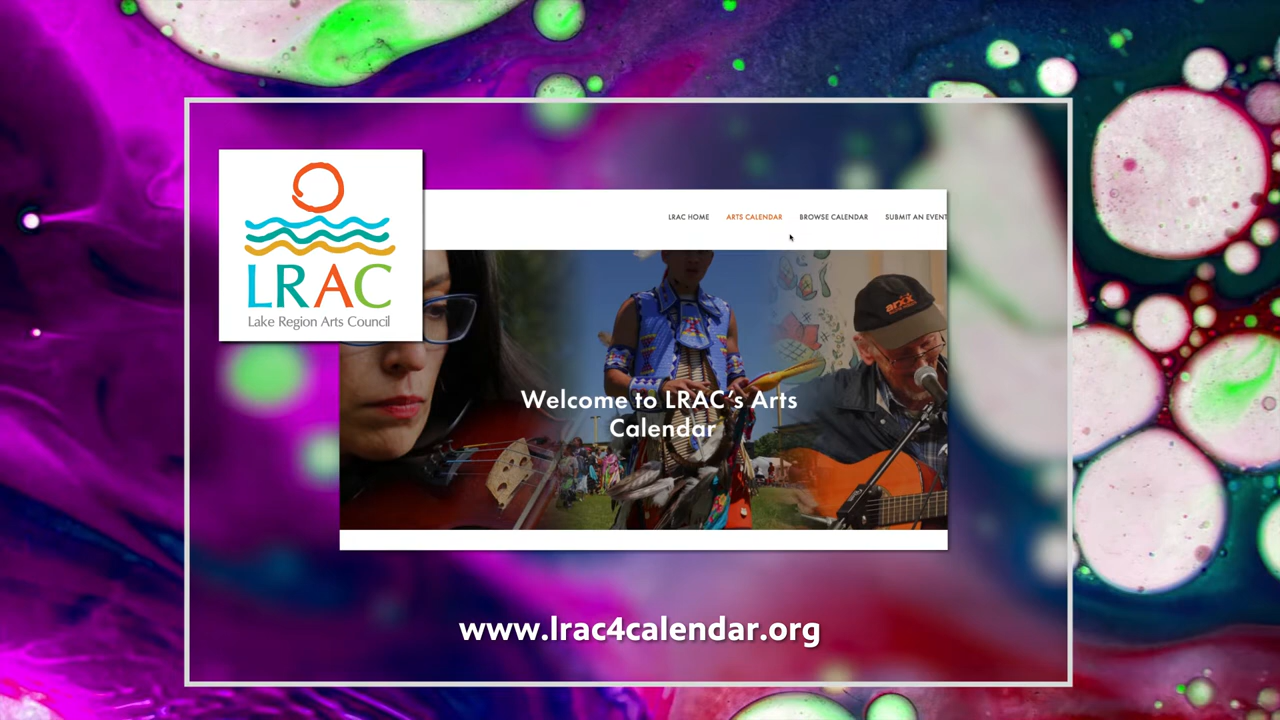 LRAC
Lake Region Arts Council
LRAC HOME ARTS CALENDAR BROWSE CALENDAR SUBMIT AN EVENT
arxx
Welcome to LRAC's Arts
Calendar
www.lrac4calendar.org